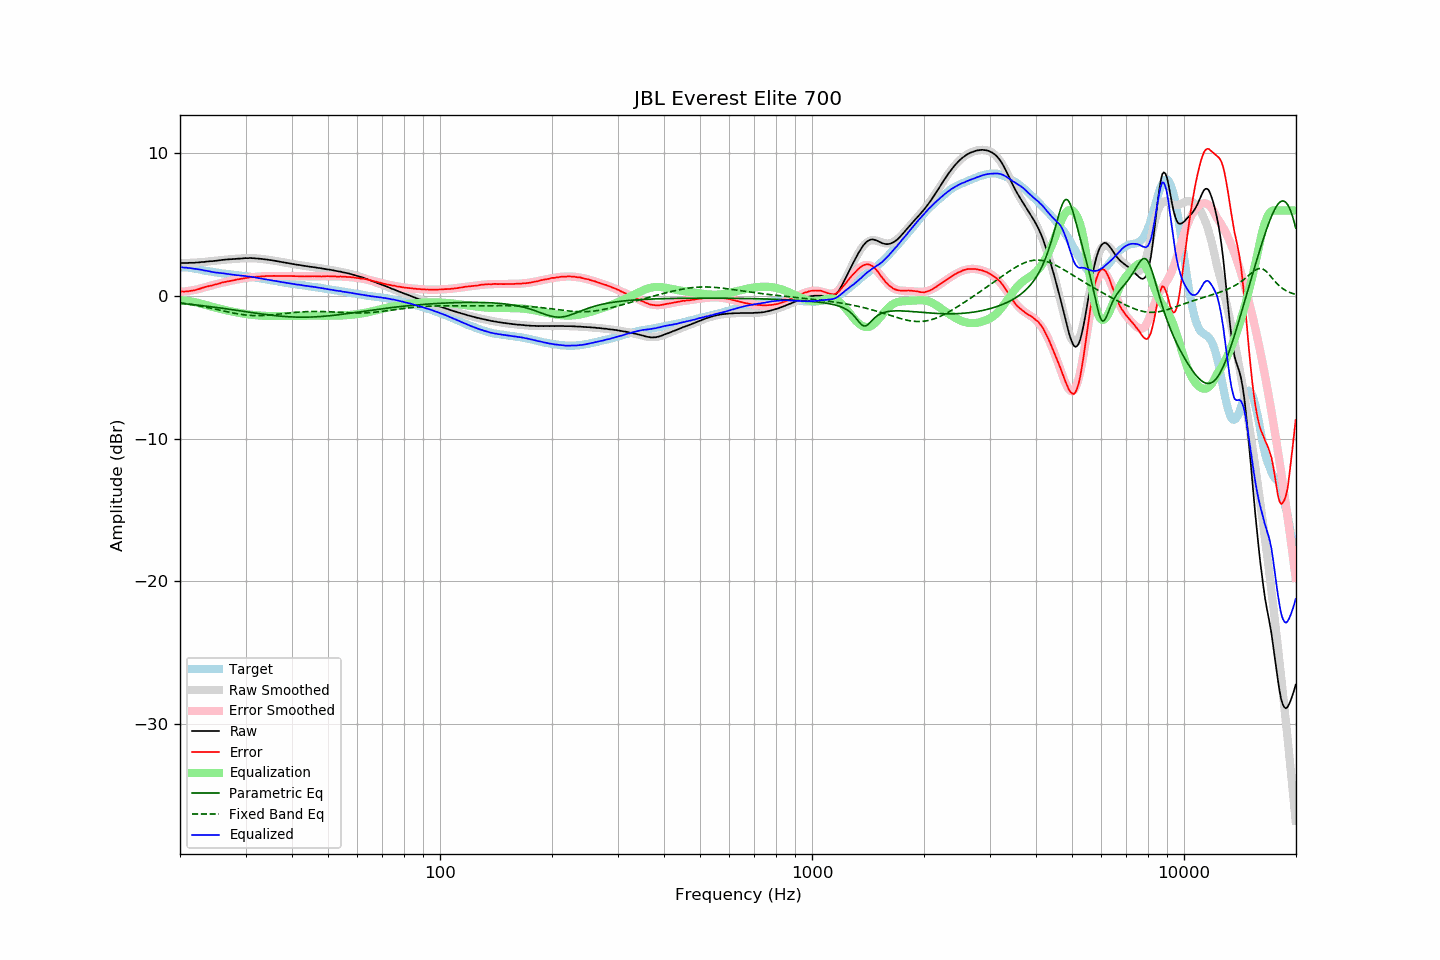 JBL Everest Elite 700
Amplitude (dBr)
10
0
−10
−20
−30
100
1000
10000
Frequency (Hz)
Target
Raw Smoothed
Error Smoothed
Raw
Error
Equalization
Parametric Eq
Fixed Band Eq
Equalized